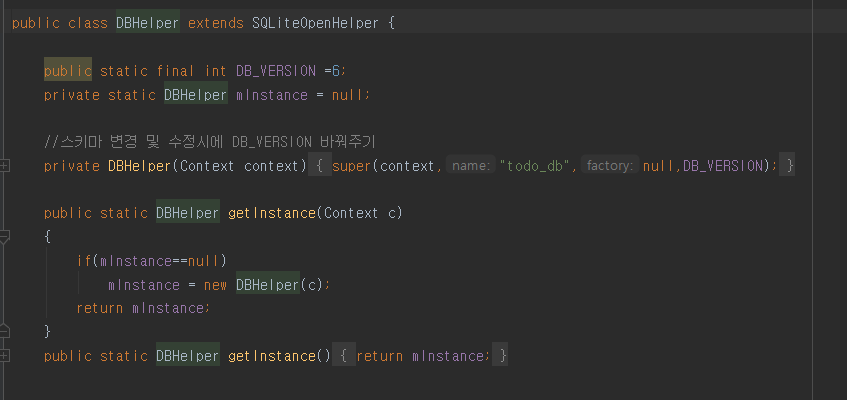 public class DBHelper extends SQLiteOpenHelper {
public static final int DB_VERSION =6;
private static DBHelper mInstance = null;
//스키마 변경 및 수정시에 DB_VERSION 바꿔주기
private DBHelper(Context context) { super(context, name: "todo_db", factory: null,DB_VERSION); }
public static DBHelper getInstance(Context c)
{
if(mInstance==null)
mInstance = new DBHelper(c);
return mInstance;
}
public static DBHelper getInstance() { return mInstance; }